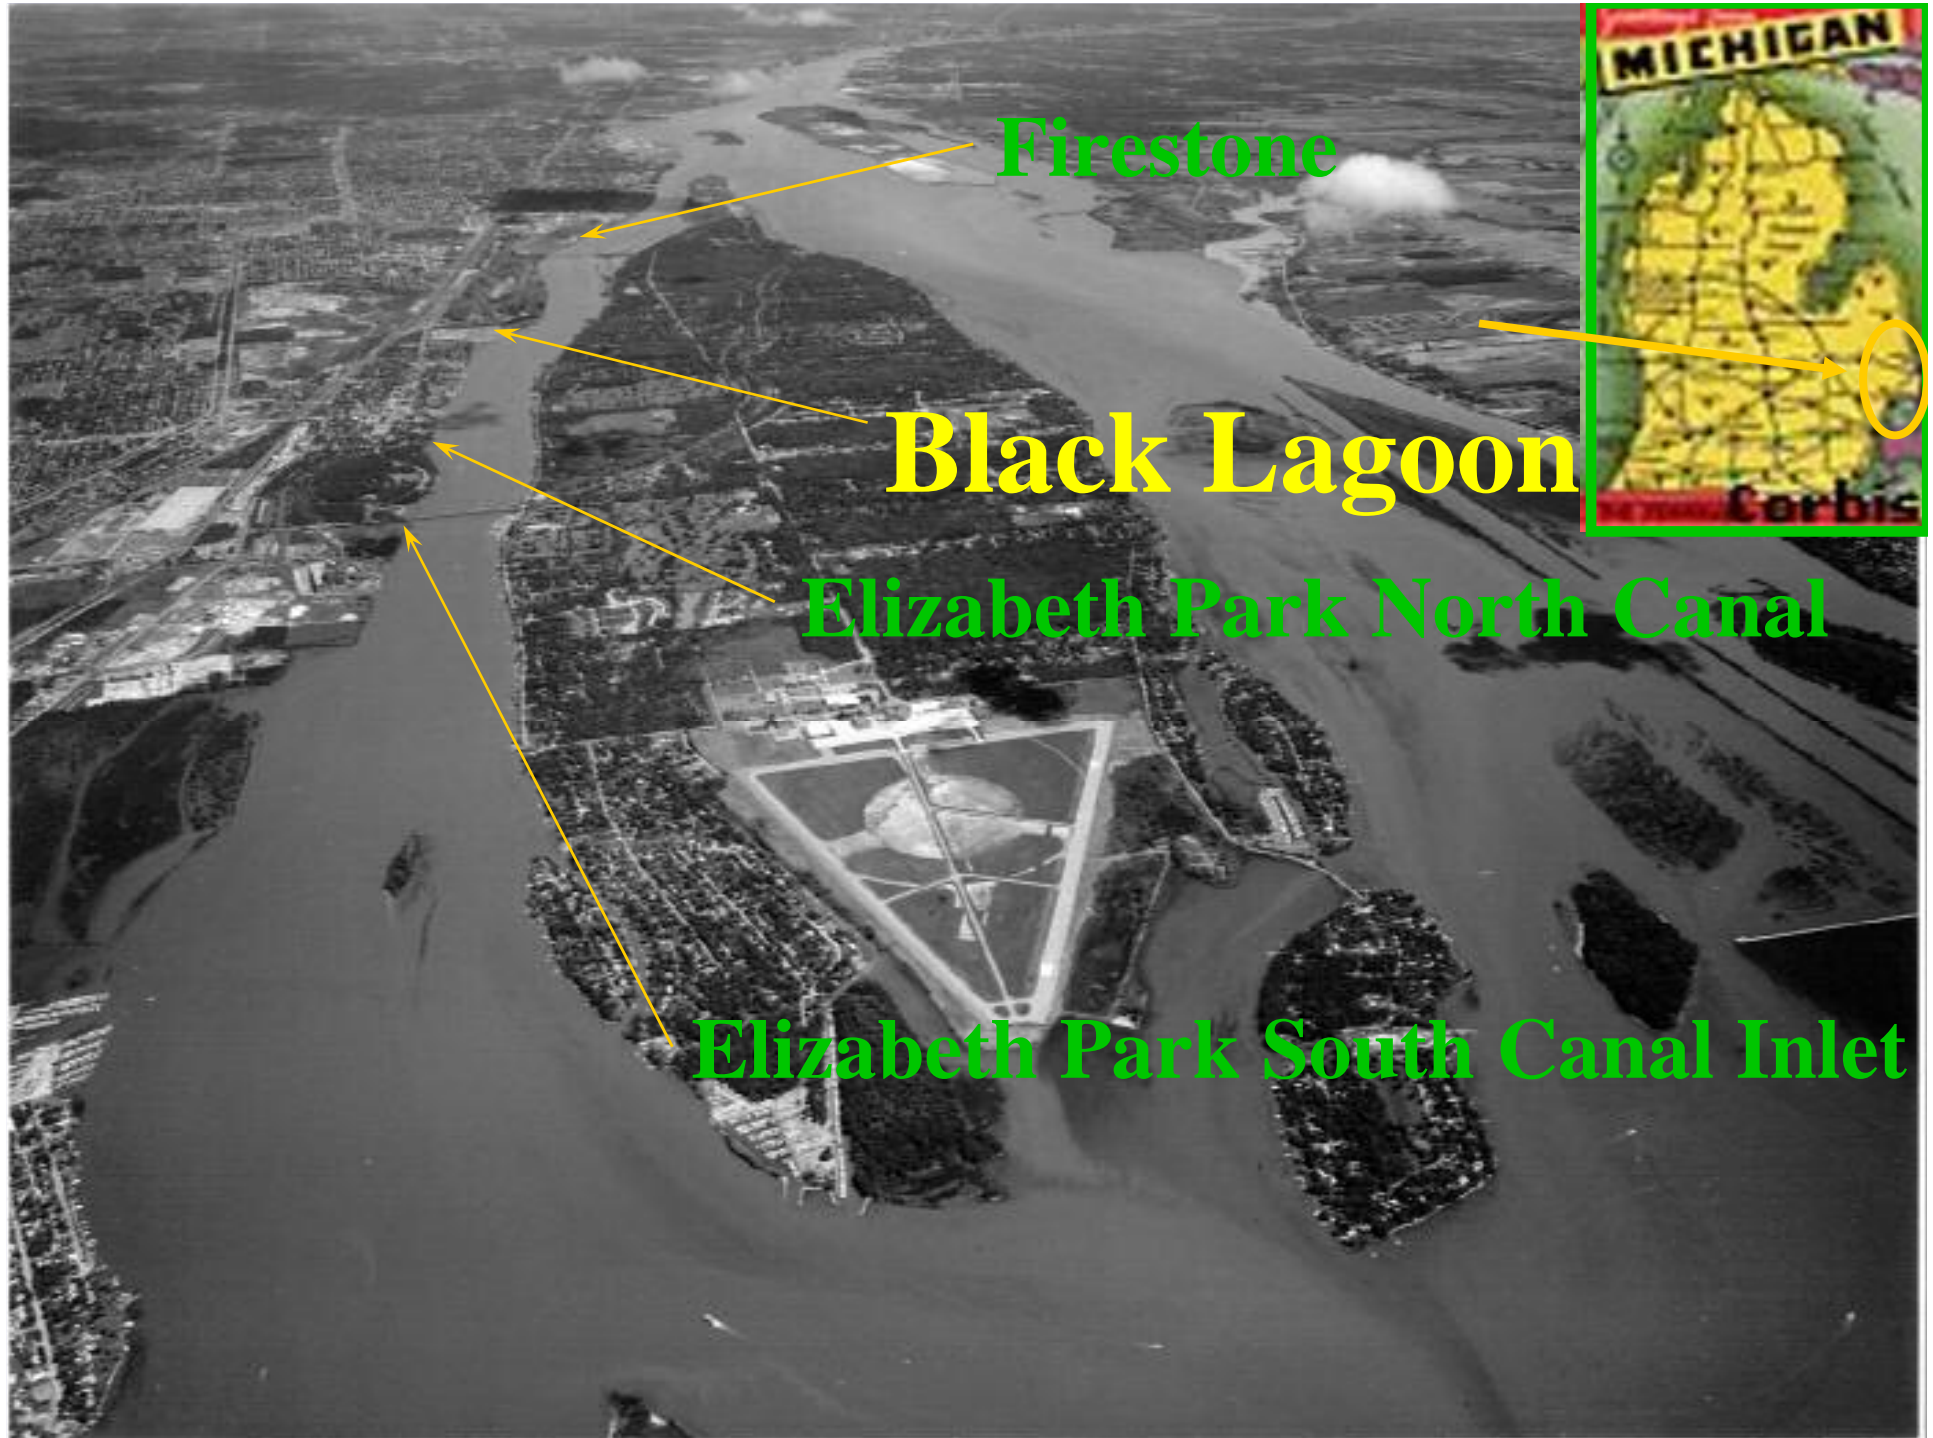 MICHIGAN
Firestone
Black Lagoon
Corbis
Elizabeth Park North Canal
Elizabeth Park South Canal Inlet